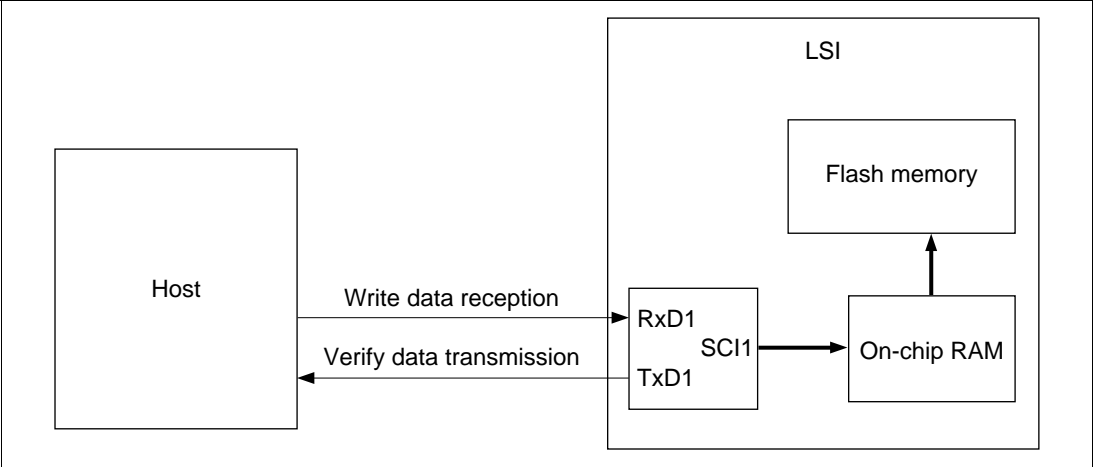 LSI
Flash memory
Host
Write data reception
RxD1
SCI1
On-chip RAM
Verify data transmission
TxD1